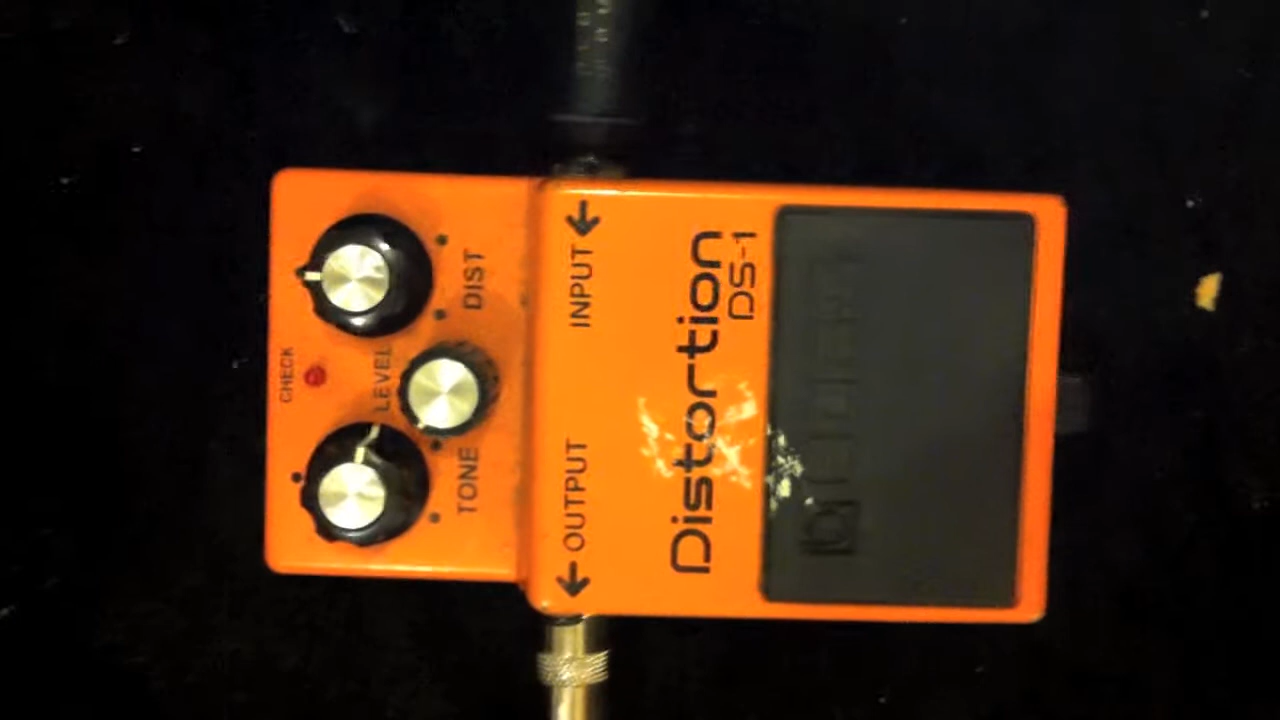 CHECK
LEVEL
TONE
DIST
← OUTPUT
INPUT ←
Distortion
DS-1